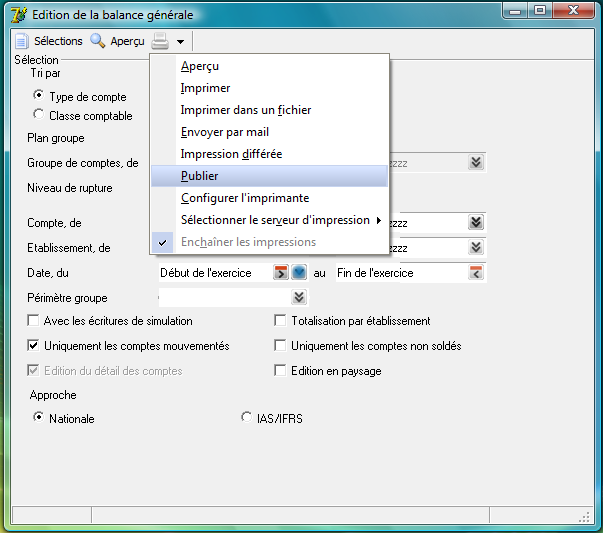 Edition de la balance générale
Sélections Aperçu
Sélection
Tri par
Type de compte
Classe comptable
Plan groupe
Groupe de comptes, de zzzz
Niveau de rupture
Compte, de zzzz
Etablissement, de zzzz
Date, du Début de l'exercice au Fin de l'exercice
Périmètre groupe
Avec les écritures de simulation Totalisation par établissement
Uniquement les comptes mouvementés Uniquement les comptes non soldés
Edition du détail des comptes Edition en paysage
Approche
Nationale IAS/IFRS
Aperçu
Imprimer
Imprimer dans un fichier
Envoyer par mail
Impression différée
Publier
Configurer l'imprimante
Sélectionner le serveur d'impression
Enchaîner les impressions